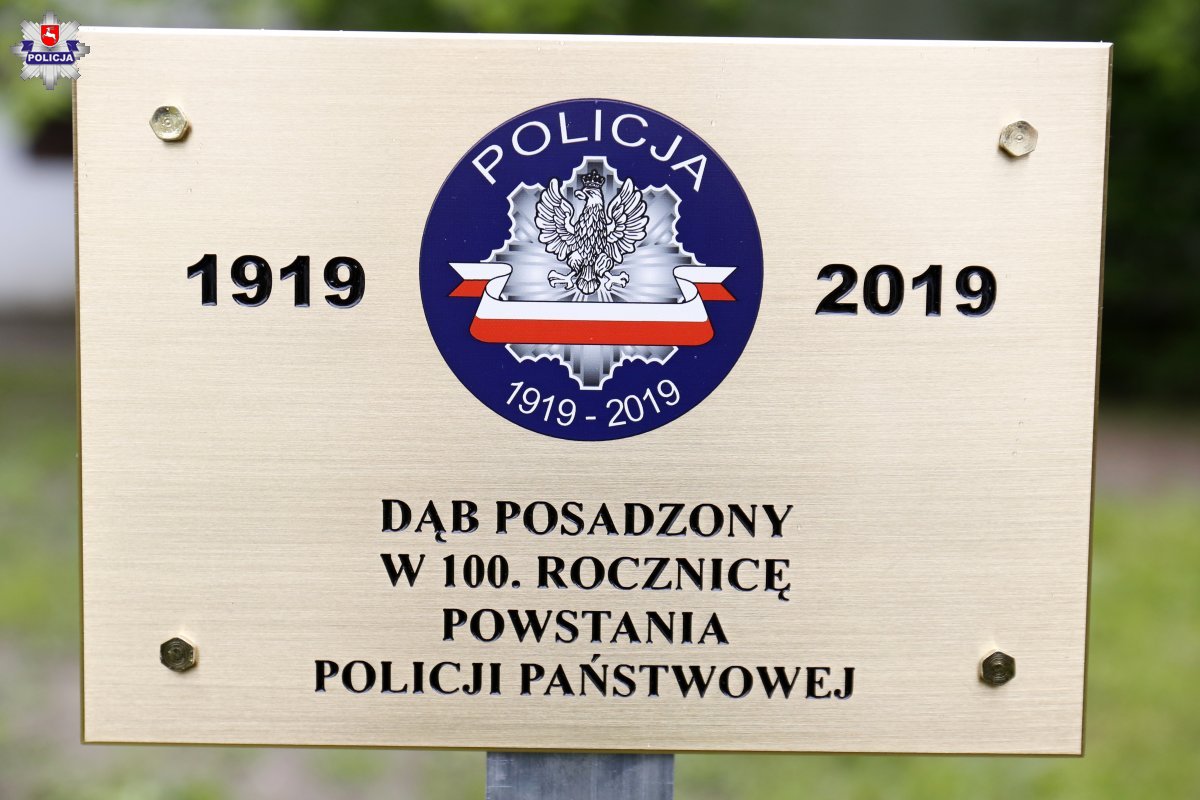 POLICJA
POLICJA
1919
2019
1919 - 2019
DĄB POSADZONY
W 100. ROCZNICĘ
POWSTANIA
POLICJI PAŃSTWOWEJ